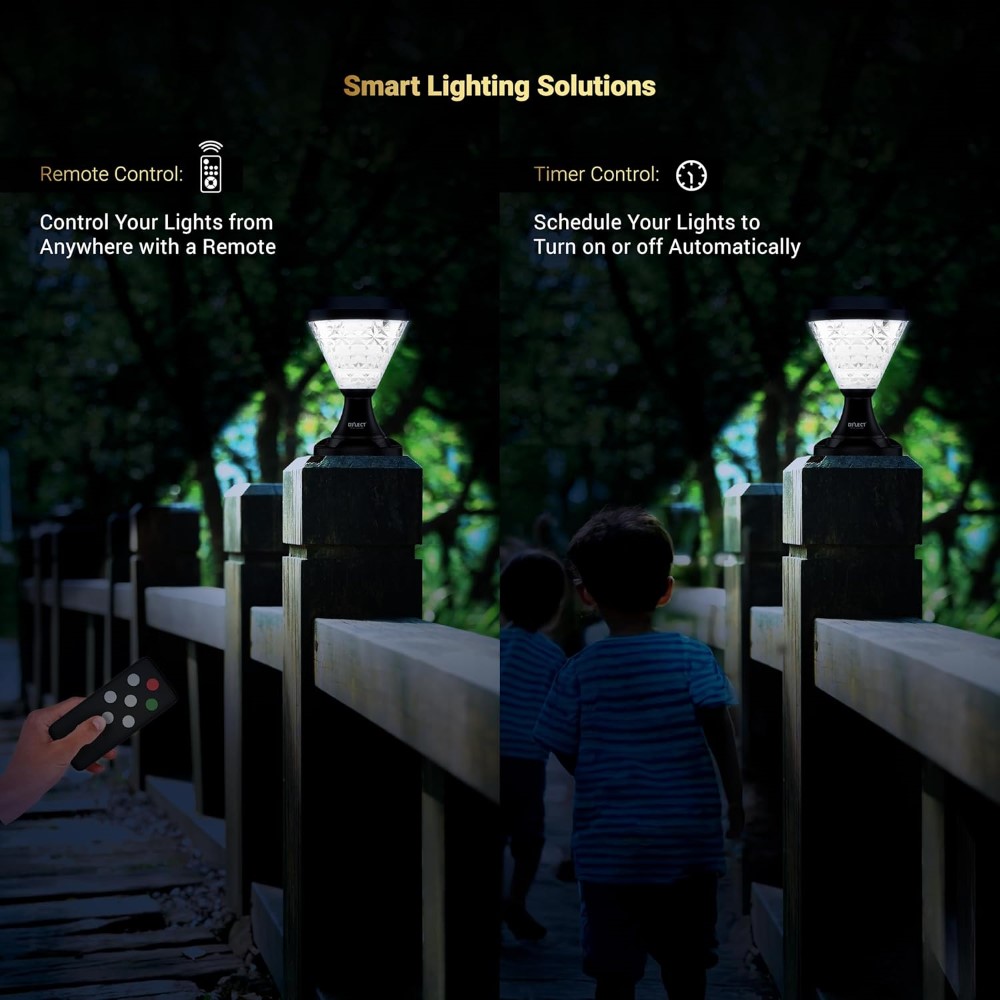 Smart Lighting Solutions
Remote Control:
Control Your Lights from
Anywhere with a Remote
Timer Control:
Schedule Your Lights to
Turn on or off Automatically